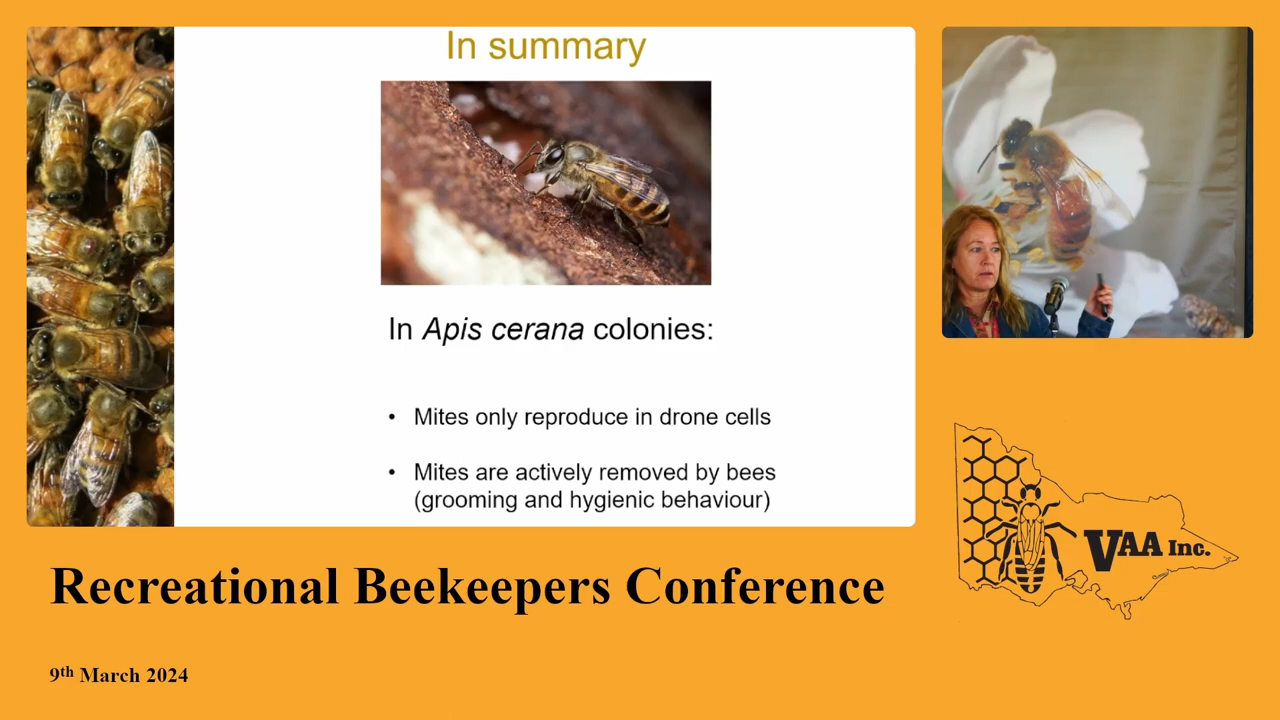 In summary
In Apis cerana colonies:
• Mites only reproduce in drone cells
• Mites are actively removed by bees
(grooming and hygienic behaviour)
VAA Inc.
Recreational Beekeepers Conference
9th March 2024